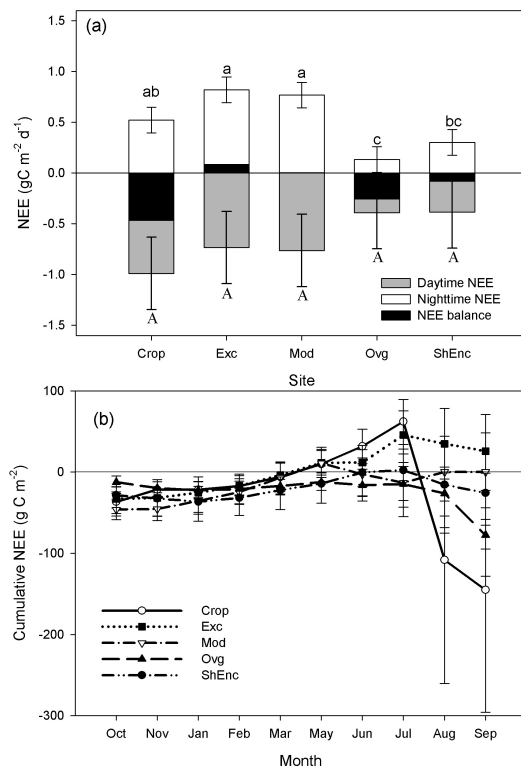 (a)
1.5
1.0
0.5
0.0
-0.5
-1.0
-1.5
NEE (gC m⁻² d⁻¹)
ab
a
a
c
bc
A
A
A
A
A
Daytime NEE
Nighttime NEE
NEE balance
Crop Exc Mod Ovg ShEnc
Site
(b)
100
0
-100
-200
-300
Cumulative NEE (g C m⁻²)
Crop
Exc
Mod
Ovg
ShEnc
Oct Nov Jan Feb Mar May Jun Jul Aug Sep
Month